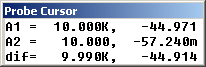 Probe Cursor
A1 = 10.000K, -44.971
A2 = 10.000, -57.240m
dif= 9.990K, -44.914